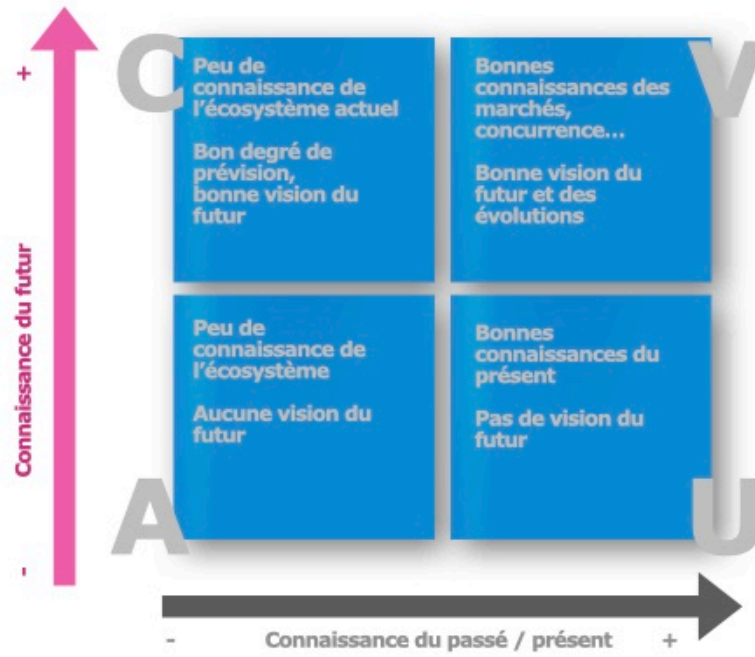 +
Connaissance du futur
-
C
Peu de
connaissance de
l'écosystème actuel
Bon degré de
prévision,
bonne vision du
futur
V
Bonnes
connaissances des
marchés,
concurrence...
Bonne vision du
futur et des
évolutions
A
Peu de
connaissance de
l'écosystème
Aucune vision du
futur
U
Bonnes
connaissances du
présent
Pas de vision du
futur
- Connaissance du passé / présent +